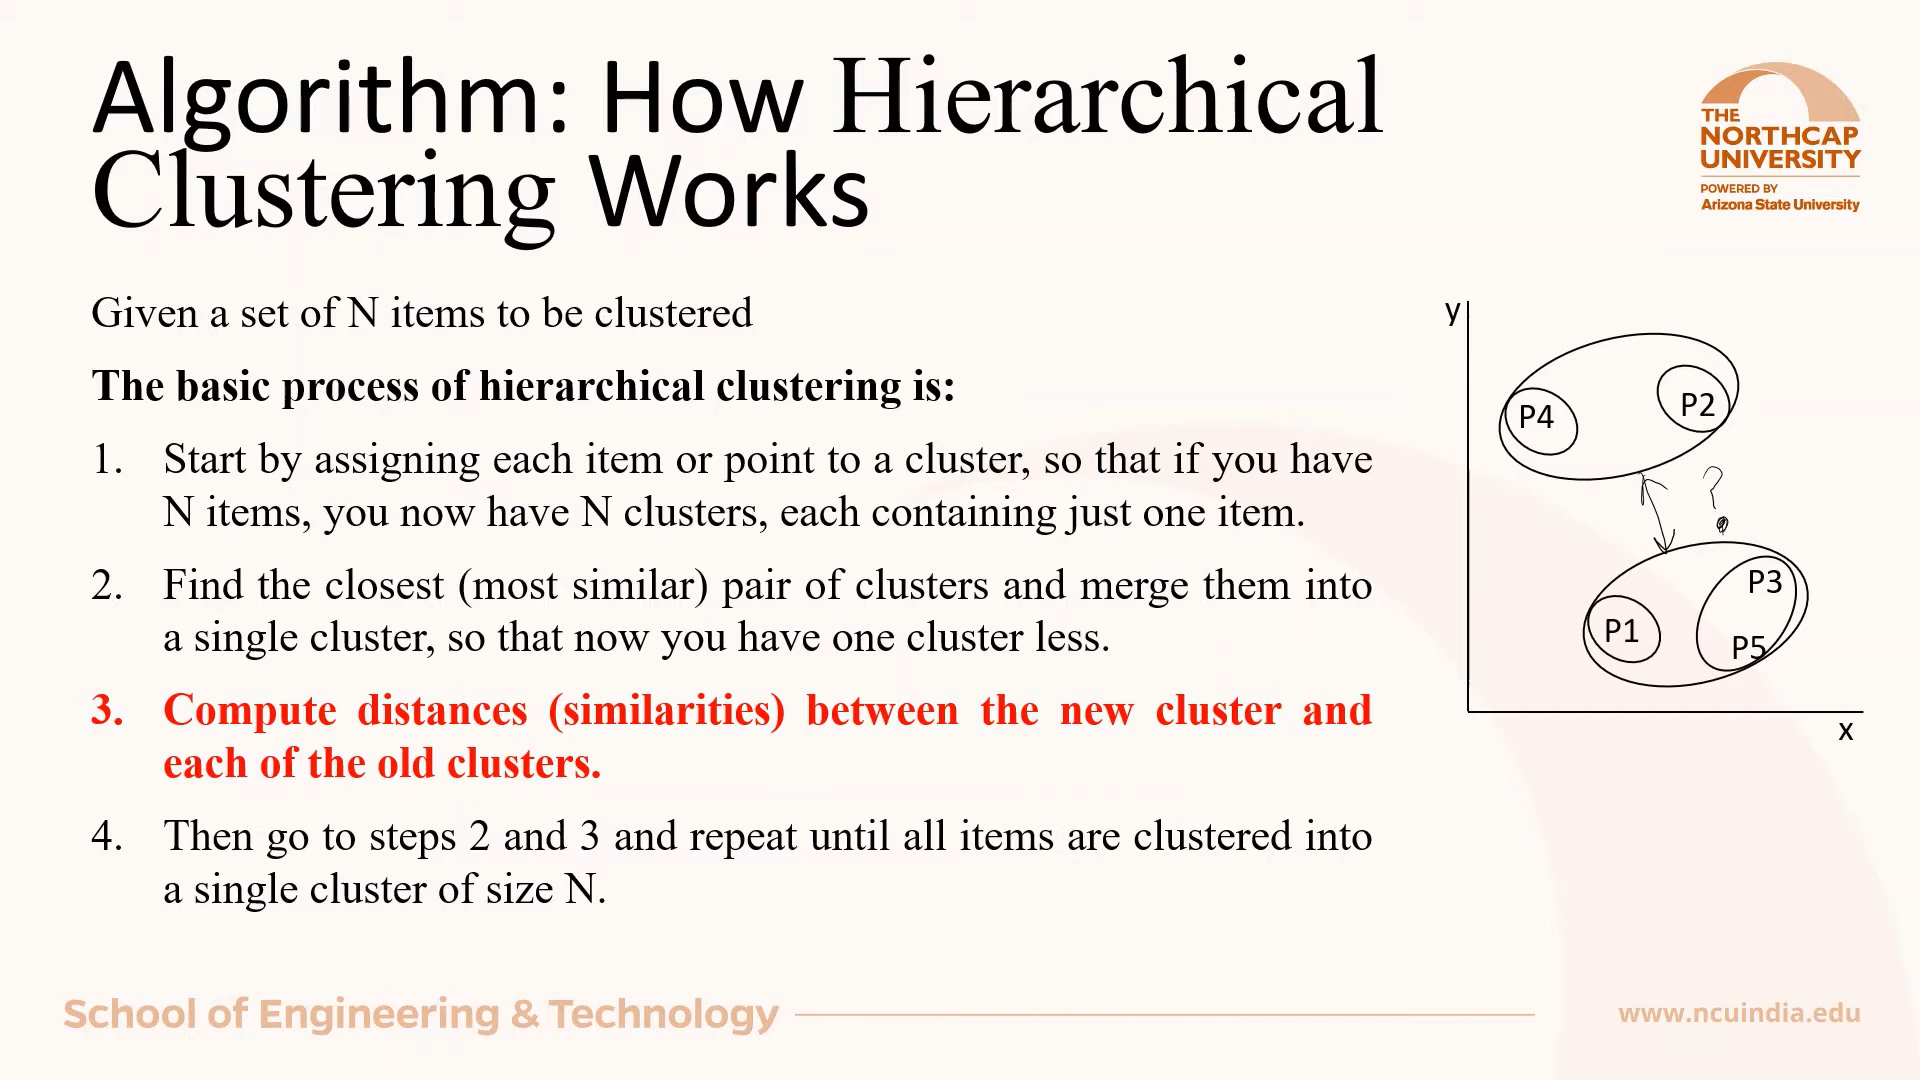 Algorithm: How Hierarchical
Clustering Works
THE
NORTHCAP
UNIVERSITY
POWERED BY
Arizona State University
Given a set of N items to be clustered
The basic process of hierarchical clustering is:
1. Start by assigning each item or point to a cluster, so that if you have
N items, you now have N clusters, each containing just one item.
2. Find the closest (most similar) pair of clusters and merge them into
a single cluster, so that now you have one cluster less.
3. Compute distances (similarities) between the new cluster and
each of the old clusters.
4. Then go to steps 2 and 3 and repeat until all items are clustered into
a single cluster of size N.
y
P4
P2
?
P3
P1
P5
x
School of Engineering & Technology
www.ncuindia.edu